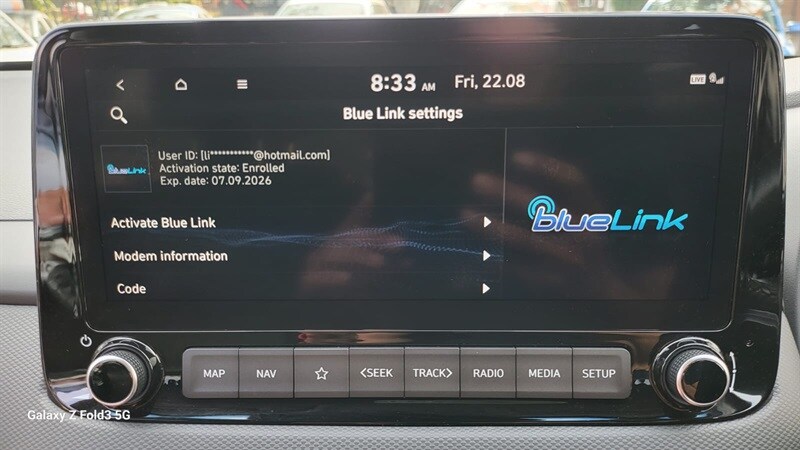 8:33 AM Fri, 22.08 LIVE
Blue Link settings
blueLink
User ID: [li***********@hotmail.com]
Activation state: Enrolled
Exp. date: 07.09.2026
Activate Blue Link
Modem information
Code
blueLink
MAP NAV <SEEK TRACK> RADIO MEDIA SETUP
Galaxy Z Fold3 5G